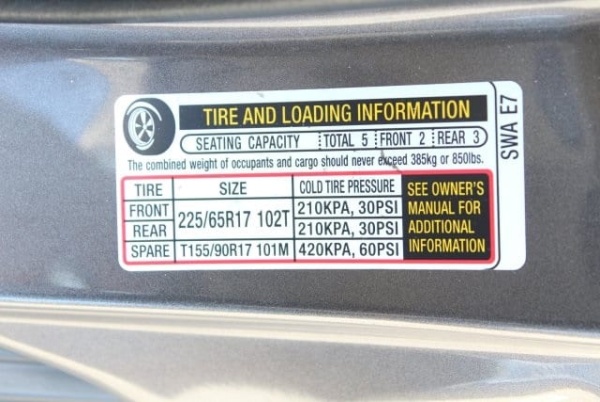 TIRE AND LOADING INFORMATION
SEATING CAPACITY TOTAL 5 FRONT 2 REAR 3
The combined weight of occupants and cargo should never exceed 385kg or 850lbs.
TIRE SIZE COLD TIRE PRESSURE
FRONT 225/65R17 102T 210KPA, 30PSI
REAR 210KPA, 30PSI
SPARE T155/90R17 101M 420KPA, 60PSI
SEE OWNER'S
MANUAL FOR
ADDITIONAL
INFORMATION
SWA E7